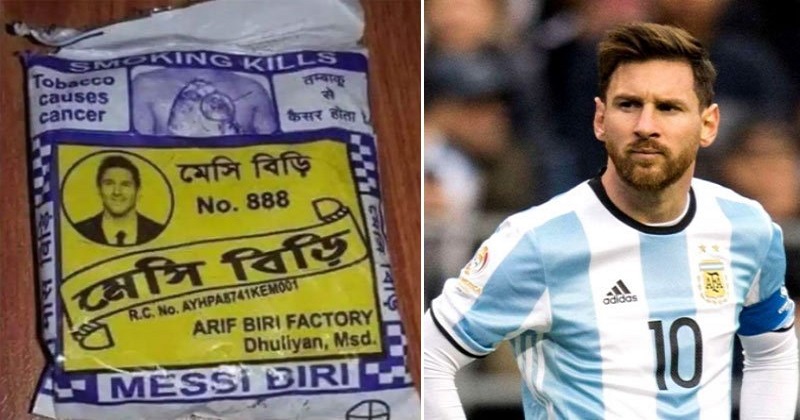 SMOKING KILLS
Tobacco
causes
cancer
तम्बाकू
से
कैंसर होता
মেসি বিড়ি
No. 888
মেসি বিড়ি
R.C. No. AYHPA8741KEM001
ARIF BIRI FACTORY
Dhuliyan, Msd.
MESSI BIRI
adidas
AFA
10